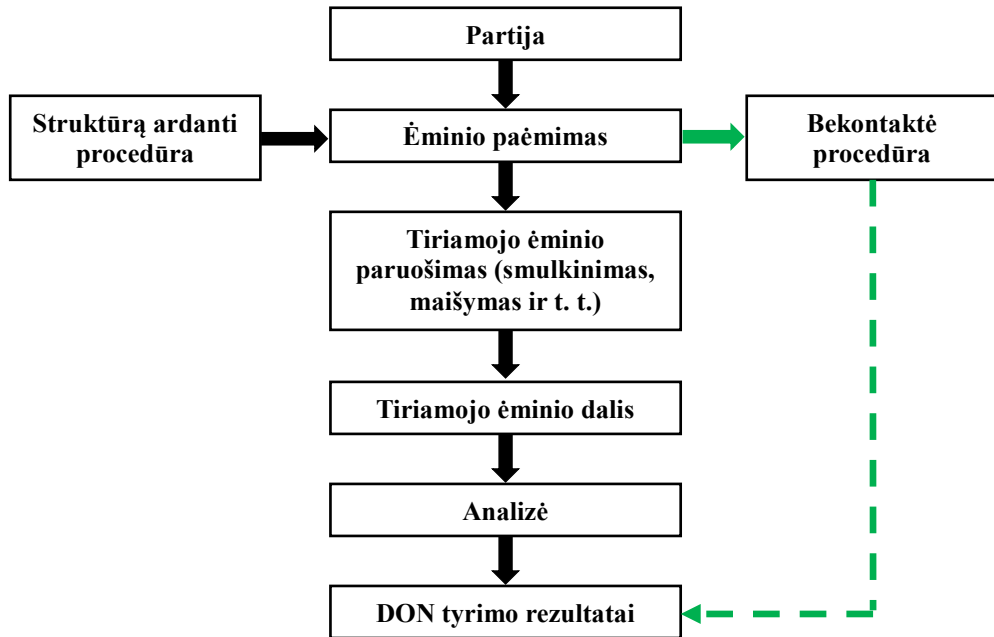 Partija
Struktūrą ardanti
procedūra
Ėminio paėmimas
Bekontaktė
procedūra
Tiriamojo ėminio
paruošimas (smulkinimas,
maišymas ir t. t.)
Tiriamojo ėminio dalis
Analizė
DON tyrimo rezultatai